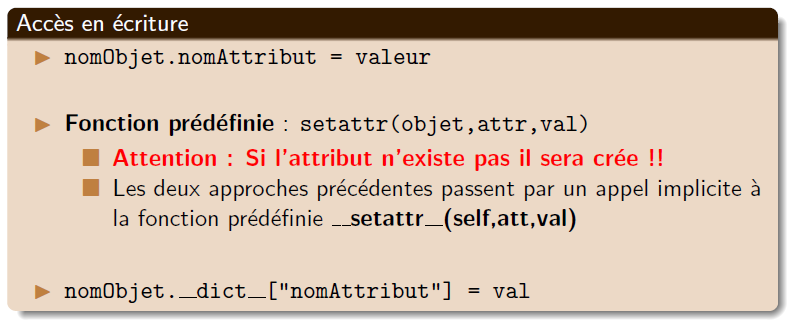 Accès en écriture
nomObjet.nomAttribut = valeur
Fonction prédéfinie : setattr(objet,attr,val)
Attention : Si l'attribut n'existe pas il sera crée !!
Les deux approches précédentes passent par un appel implicite à
la fonction prédéfinie __setattr__(self,att,val)
nomObjet.__dict__["nomAttribut"] = val